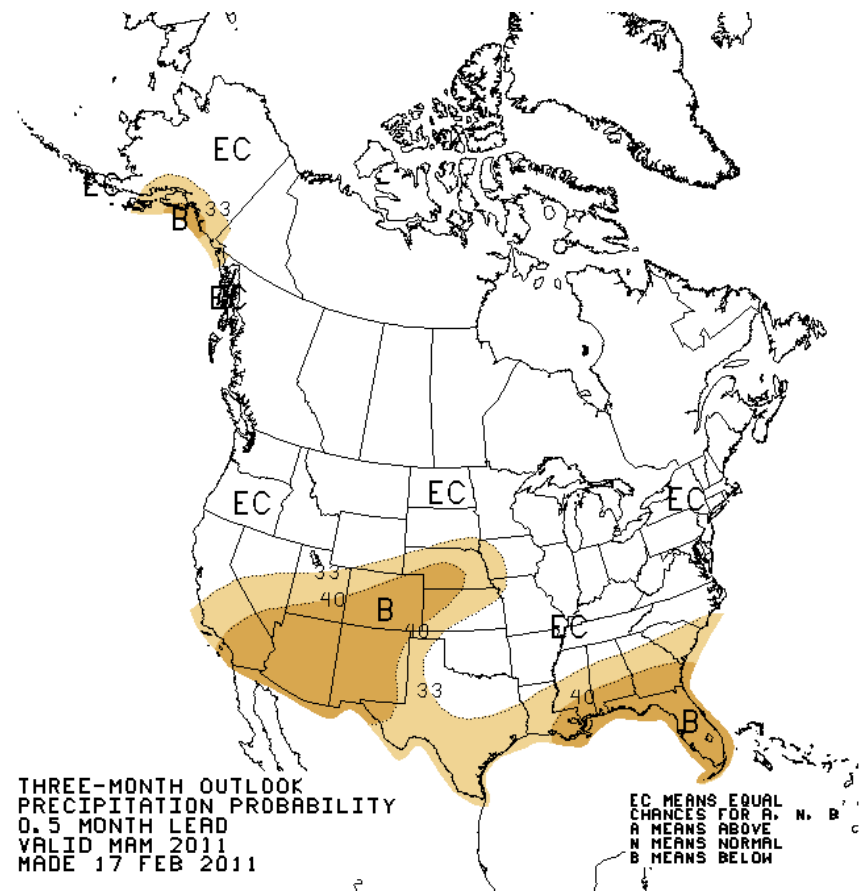 EC
EC
33
B
EC
EC
EC
EC
33
40
B
40
EC
33
40
B
THREE-MONTH OUTLOOK
PRECIPITATION PROBABILITY
0.5 MONTH LEAD
VALID MAM 2011
MADE 17 FEB 2011
EC MEANS EQUAL
CHANCES FOR A, N, B
A MEANS ABOVE
N MEANS NORMAL
B MEANS BELOW